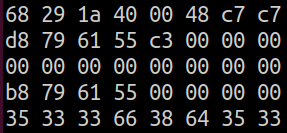 68 29 1a 40 00 48 c7 c7
d8 79 61 55 c3 00 00 00
00 00 00 00 00 00 00 00
b8 79 61 55 00 00 00 00
35 33 33 66 38 64 35 33